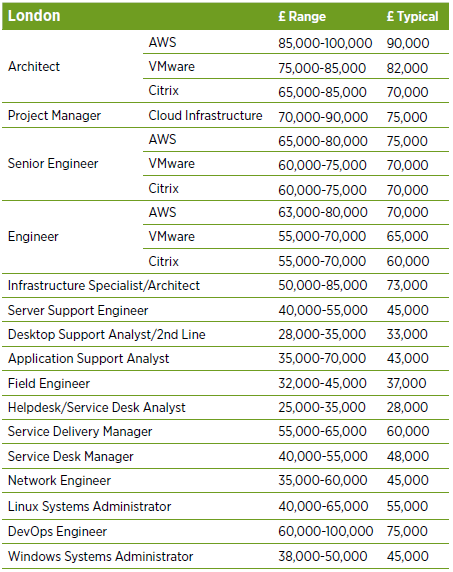 London £ Range £ Typical
Architect AWS 85,000-100,000 90,000
VMware 75,000-85,000 82,000
Citrix 65,000-85,000 70,000
Project Manager Cloud Infrastructure 70,000-90,000 75,000
Senior Engineer AWS 65,000-80,000 75,000
VMware 60,000-75,000 70,000
Citrix 60,000-75,000 70,000
Engineer AWS 63,000-80,000 70,000
VMware 55,000-70,000 65,000
Citrix 55,000-70,000 60,000
Infrastructure Specialist/Architect 50,000-85,000 73,000
Server Support Engineer 40,000-55,000 45,000
Desktop Support Analyst/2nd Line 28,000-35,000 33,000
Application Support Analyst 35,000-70,000 43,000
Field Engineer 32,000-45,000 37,000
Helpdesk/Service Desk Analyst 25,000-35,000 28,000
Service Delivery Manager 55,000-65,000 60,000
Service Desk Manager 40,000-55,000 48,000
Network Engineer 35,000-60,000 45,000
Linux Systems Administrator 40,000-65,000 55,000
DevOps Engineer 60,000-100,000 75,000
Windows Systems Administrator 38,000-50,000 45,000